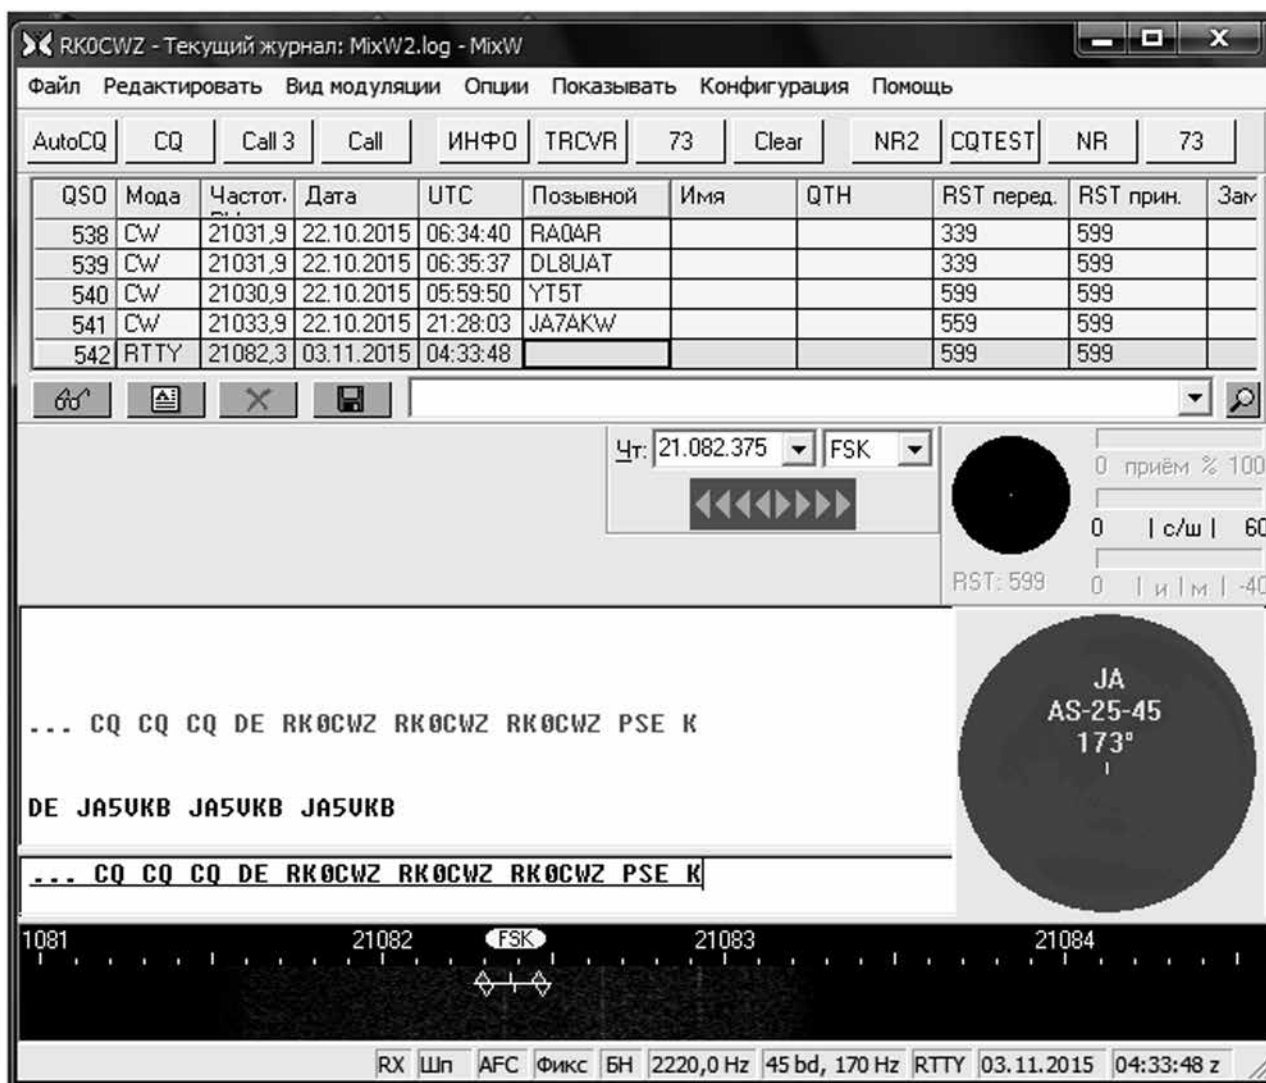 RK0CWZ - Текущий журнал: MixW2.log - MixW
Файл Редактировать Вид модуляции Опции Показывать Конфигурация Помощь
AutoCQ CQ Call 3 Call ИНФО TRCVR 73 Clear NR2 CQTEST NR 73
QSO Мода Частот. Дата UTC Позывной Имя QTH RST перед. RST прин. Зам
538 CW 21031,9 22.10.2015 06:34:40 RA0AR 339 599
539 CW 21031,9 22.10.2015 06:35:37 DL8UAT 339 599
540 CW 21030,9 22.10.2015 05:59:50 YT5T 599 599
541 CW 21033,9 22.10.2015 21:28:03 JA7AKW 559 599
542 RTTY 21082,3 03.11.2015 04:33:48 599 599
Чт: 21.082.375 FSK
0 приём % 100
0 | с/ш | 60
RST: 599 0 | и | м | -40
JA
AS-25-45
173°
... CQ CQ CQ DE RK0CWZ RK0CWZ RK0CWZ PSE K
DE JA5VKB JA5VKB JA5VKB
... CQ CQ CQ DE RK0CWZ RK0CWZ RK0CWZ PSE K
1081 21082 FSK 21083 21084
RX Шп AFC Фикс БН 2220,0 Hz 45 bd, 170 Hz RTTY 03.11.2015 04:33:48 z